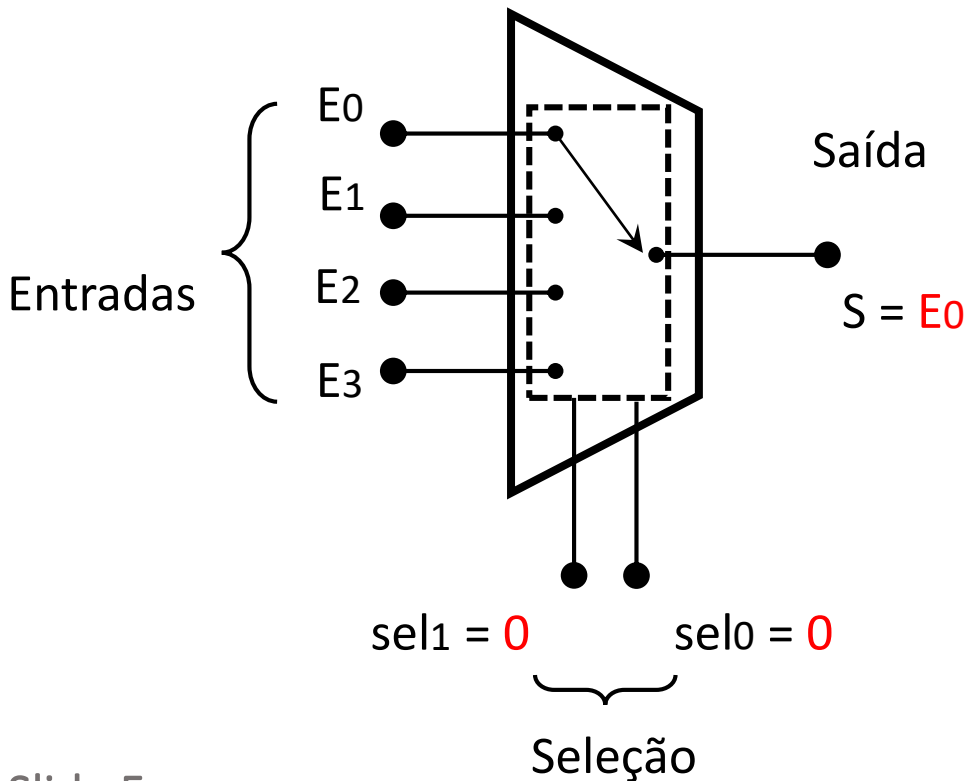 E0
Saída
E1
E2
Entradas
S = E0
E3
sel1 = 0
sel0 = 0
Seleção